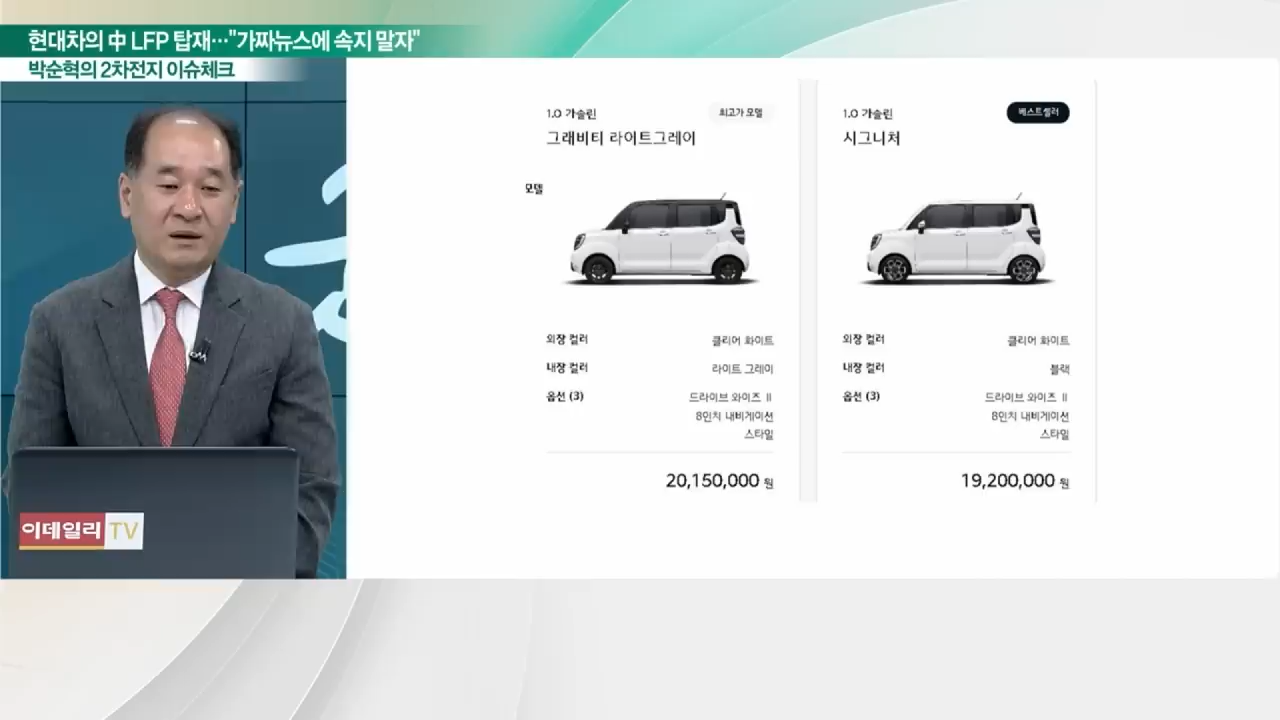 현대차의 中 LFP 탑재…"가짜뉴스에 속지 말자"
박순혁의 2차전지 이슈체크
1.0 가솔린
최고가 모델
그래비티 라이트그레이
모델
외장 컬러
클리어 화이트
내장 컬러
라이트 그레이
옵션 (3)
드라이브 와이즈 Ⅱ
8인치 내비게이션
스타일
20,150,000 원
1.0 가솔린
베스트셀러
시그니처
외장 컬러
클리어 화이트
내장 컬러
블랙
옵션 (3)
드라이브 와이즈 Ⅱ
8인치 내비게이션
스타일
19,200,000 원
이데일리 TV